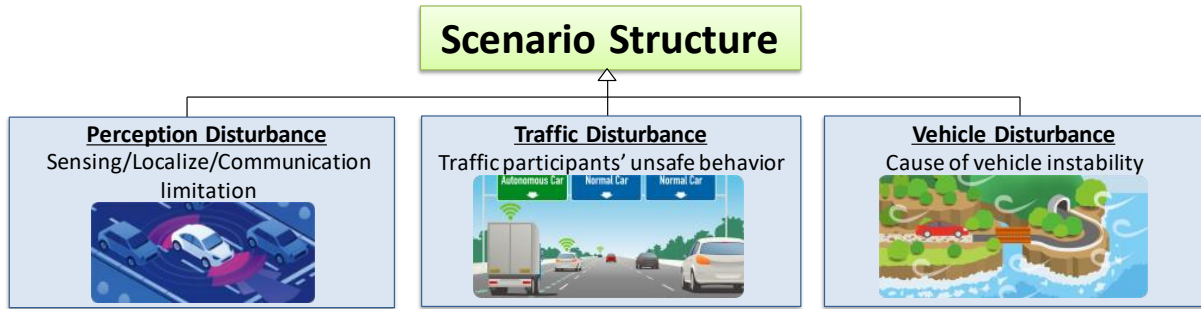 Scenario Structure
Perception Disturbance
Sensing/Localize/Communication
limitation
Traffic Disturbance
Traffic participants' unsafe behavior
Autonomous Car
Normal Car
Normal Car
Vehicle Disturbance
Cause of vehicle instability